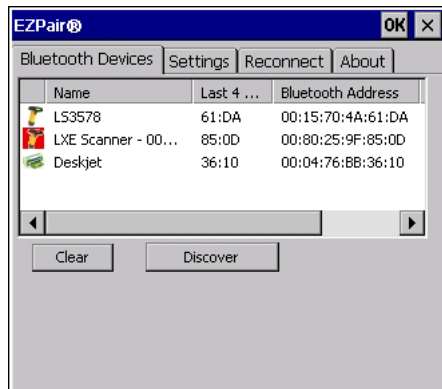 EZPair® OK
Bluetooth Devices Settings Reconnect About
Name Last 4 ... Bluetooth Address
LS3578 61:DA 00:15:70:4A:61:DA
LXE Scanner - 00... 85:0D 00:80:25:9F:85:0D
Deskjet 36:10 00:04:76:BB:36:10
Clear Discover